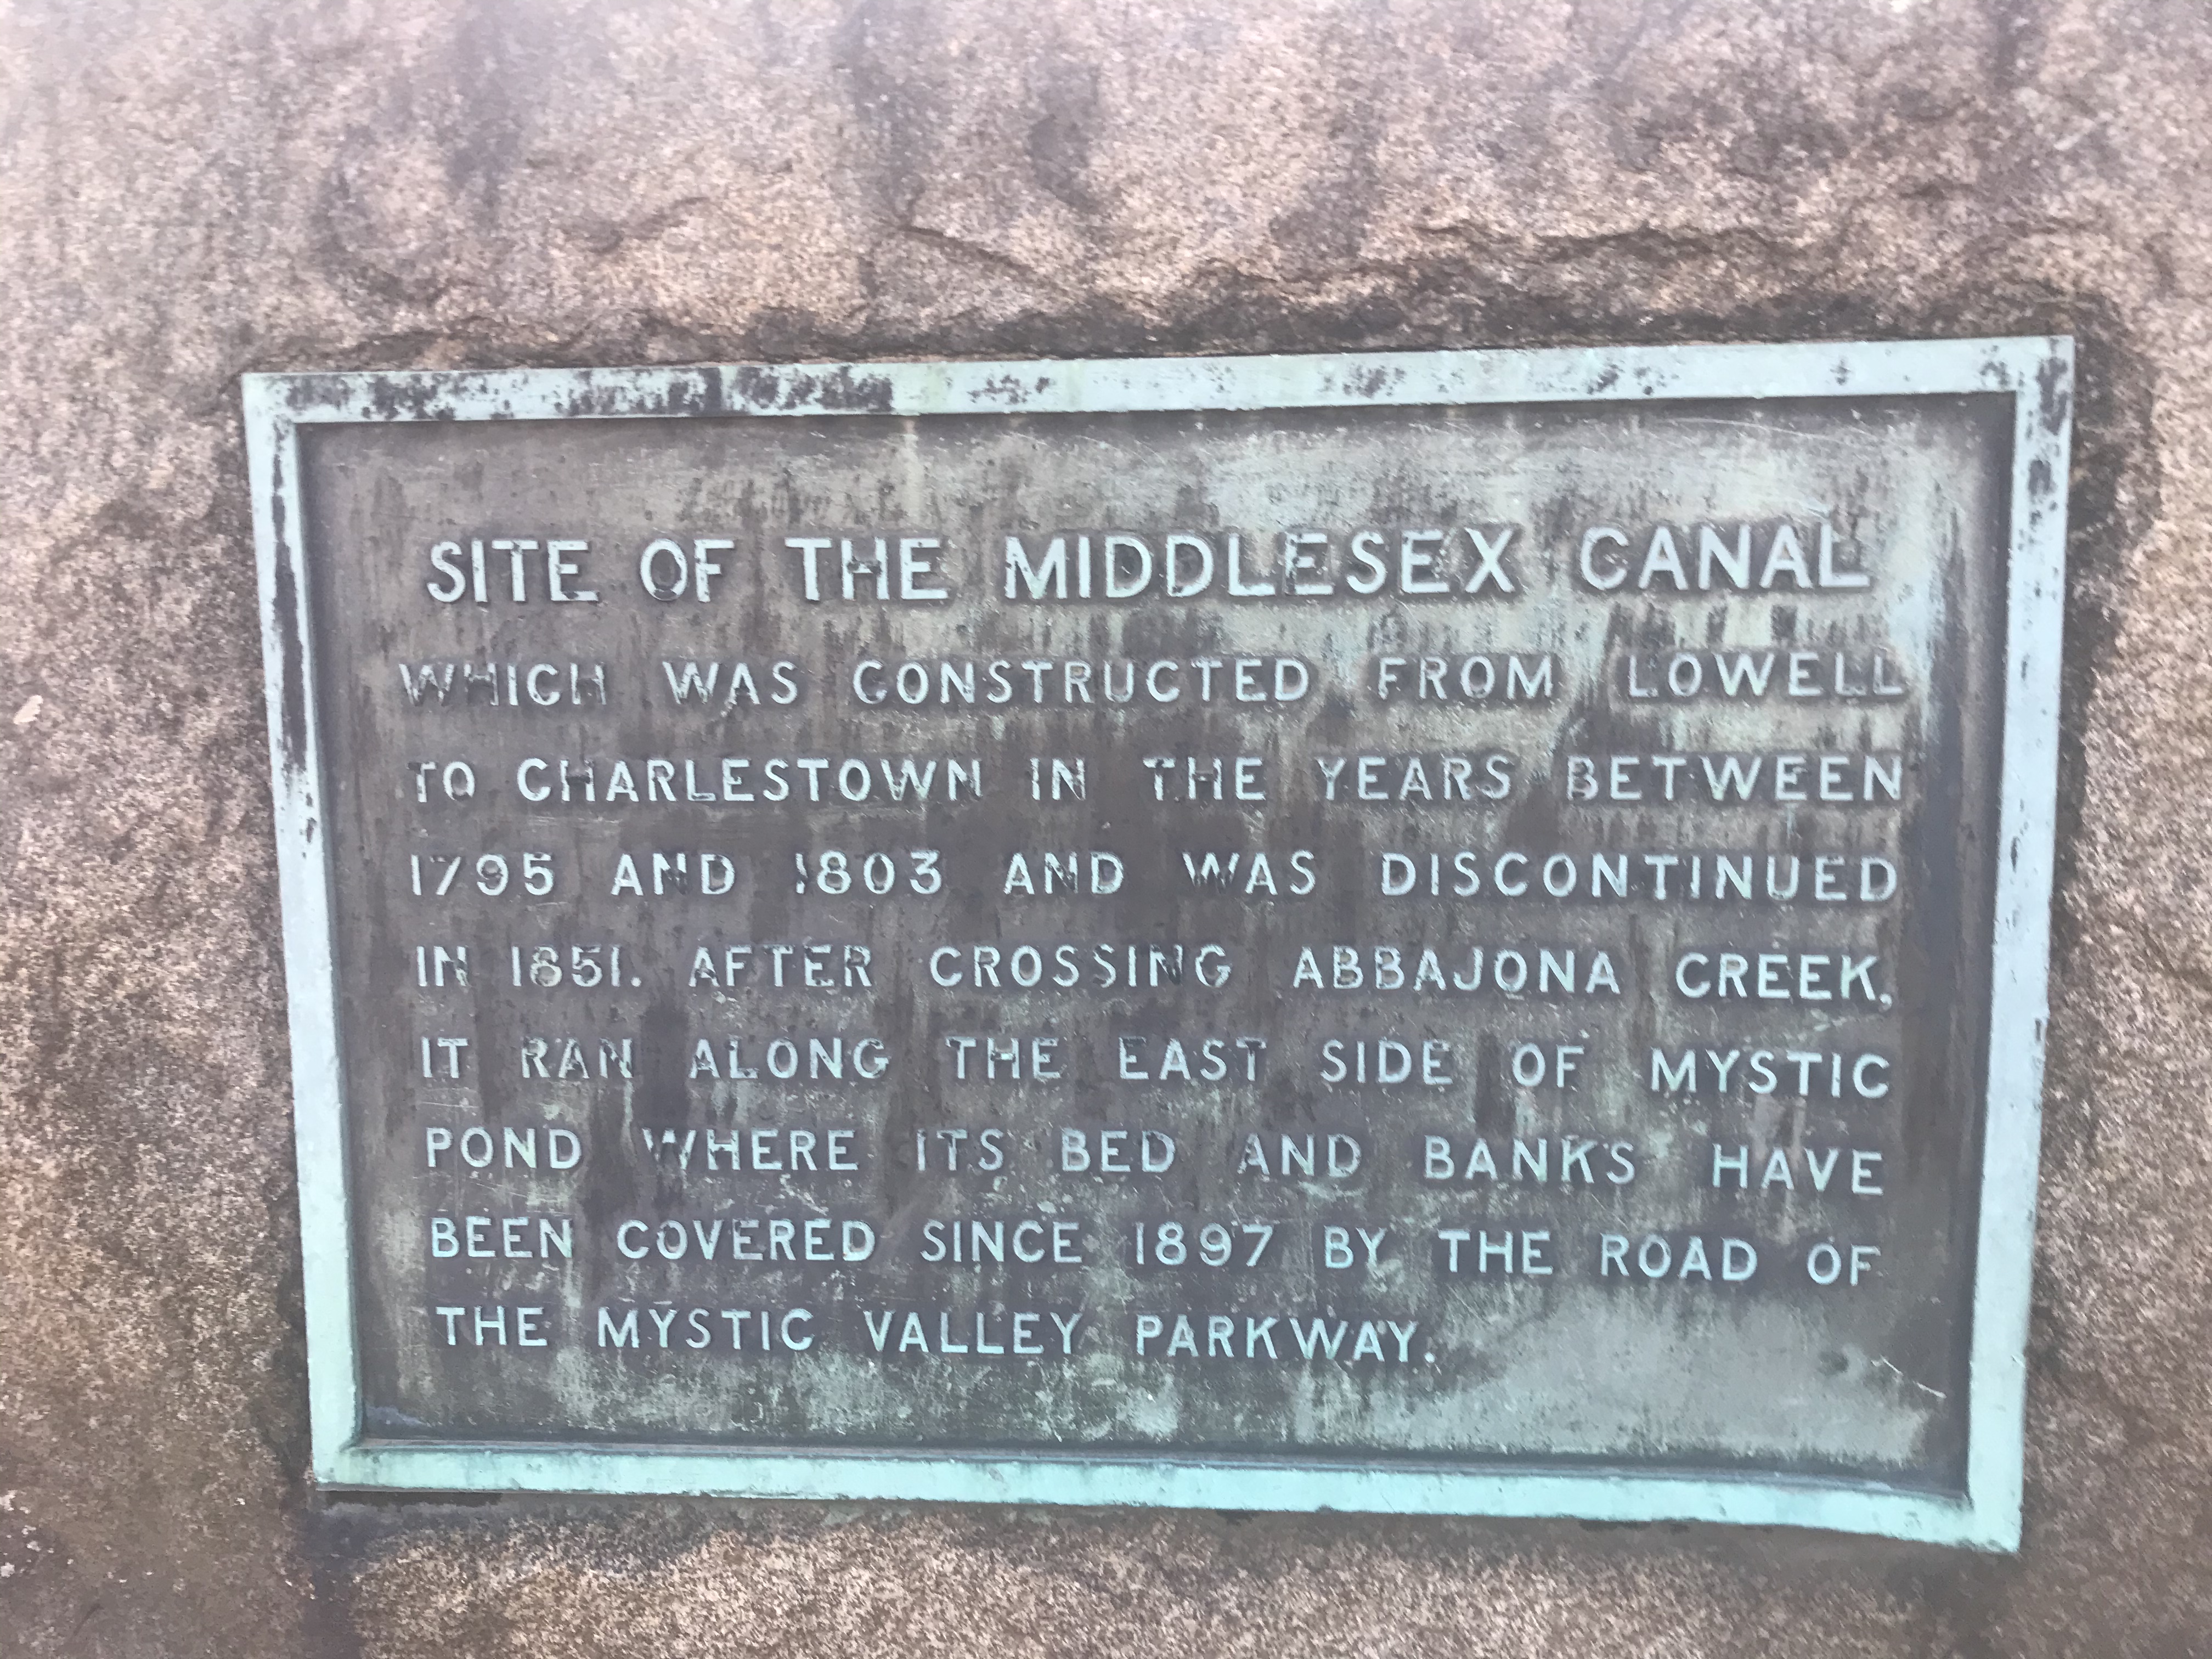 SITE OF THE MIDDLESEX CANAL
WHICH WAS CONSTRUCTED FROM LOWELL
TO CHARLESTOWN IN THE YEARS BETWEEN
1795 AND 1803 AND WAS DISCONTINUED
IN 1851. AFTER CROSSING ABBAJONA CREEK,
IT RAN ALONG THE EAST SIDE OF MYSTIC
POND WHERE ITS BED AND BANKS HAVE
BEEN COVERED SINCE 1897 BY THE ROAD OF
THE MYSTIC VALLEY PARKWAY.